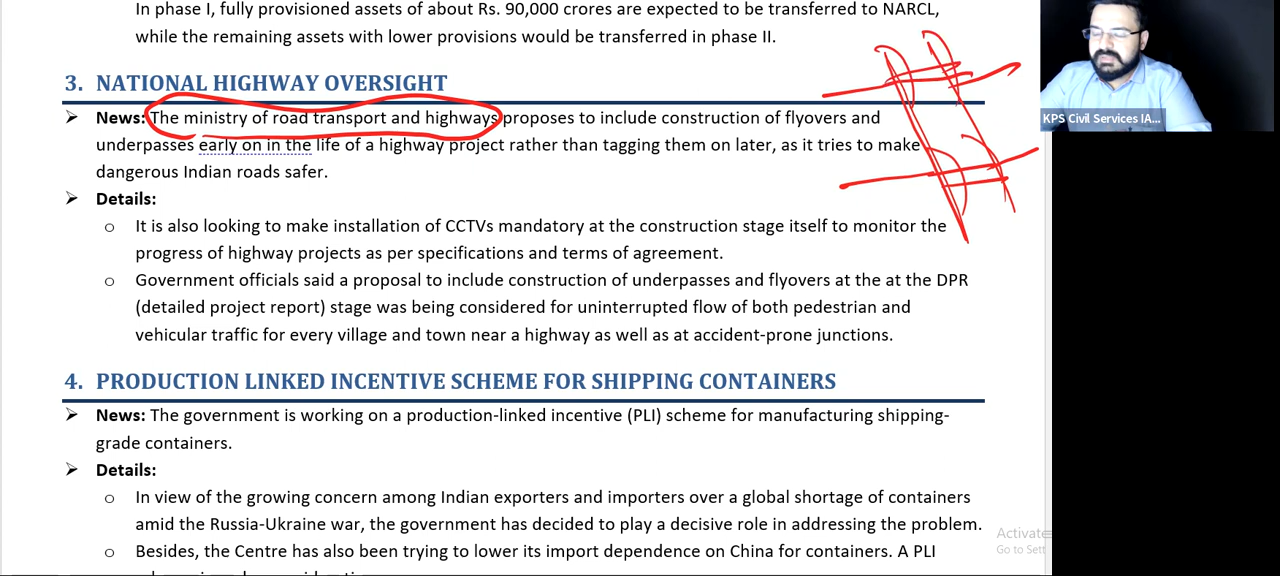 In phase I, fully provisioned assets of about Rs. 90,000 crores are expected to be transferred to NARCL,
while the remaining assets with lower provisions would be transferred in phase II.
3. NATIONAL HIGHWAY OVERSIGHT
➢ News: The ministry of road transport and highways proposes to include construction of flyovers and
underpasses early on in the life of a highway project rather than tagging them on later, as it tries to make
dangerous Indian roads safer.
➢ Details:
o It is also looking to make installation of CCTVs mandatory at the construction stage itself to monitor the
progress of highway projects as per specifications and terms of agreement.
o Government officials said a proposal to include construction of underpasses and flyovers at the at the DPR
(detailed project report) stage was being considered for uninterrupted flow of both pedestrian and
vehicular traffic for every village and town near a highway as well as at accident-prone junctions.
4. PRODUCTION LINKED INCENTIVE SCHEME FOR SHIPPING CONTAINERS
➢ News: The government is working on a production-linked incentive (PLI) scheme for manufacturing shipping-
grade containers.
➢ Details:
o In view of the growing concern among Indian exporters and importers over a global shortage of containers
amid the Russia-Ukraine war, the government has decided to play a decisive role in addressing the problem.
o Besides, the Centre has also been trying to lower its import dependence on China for containers. A PLI
KPS Civil Services IA...
Activate
Go to Sett